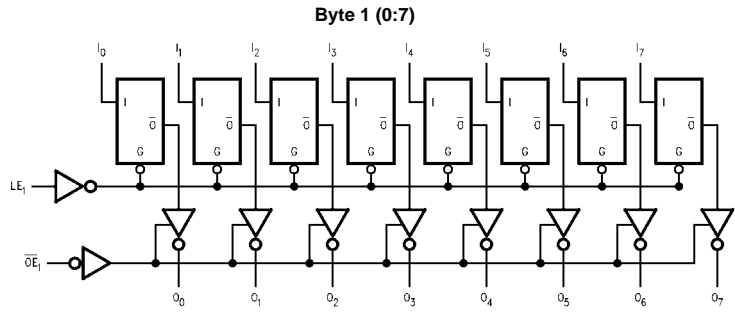 Byte 1 (0:7)
I0 I1 I2 I3 I4 I5 I6 I7
I I I I I I I I
O̅ O̅ O̅ O̅ O̅ O̅ O̅ O̅
G G G G G G G G
LE1
O̅E̅1
O0 O1 O2 O3 O4 O5 O6 O7